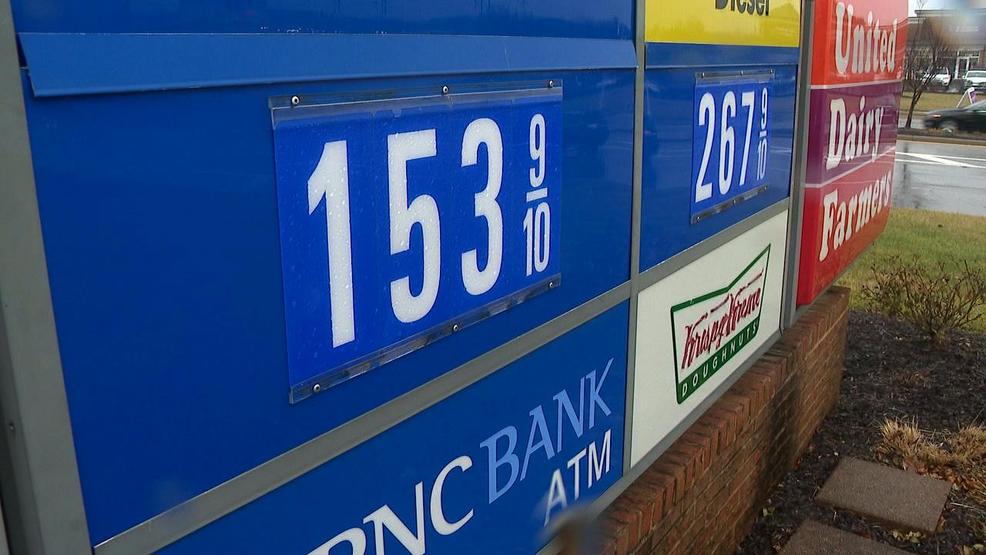 153 9/10
PNC BANK
ATM
Diesel
267 9/10
Krispy Kreme
DOUGHNUTS
United
Dairy
Farmers